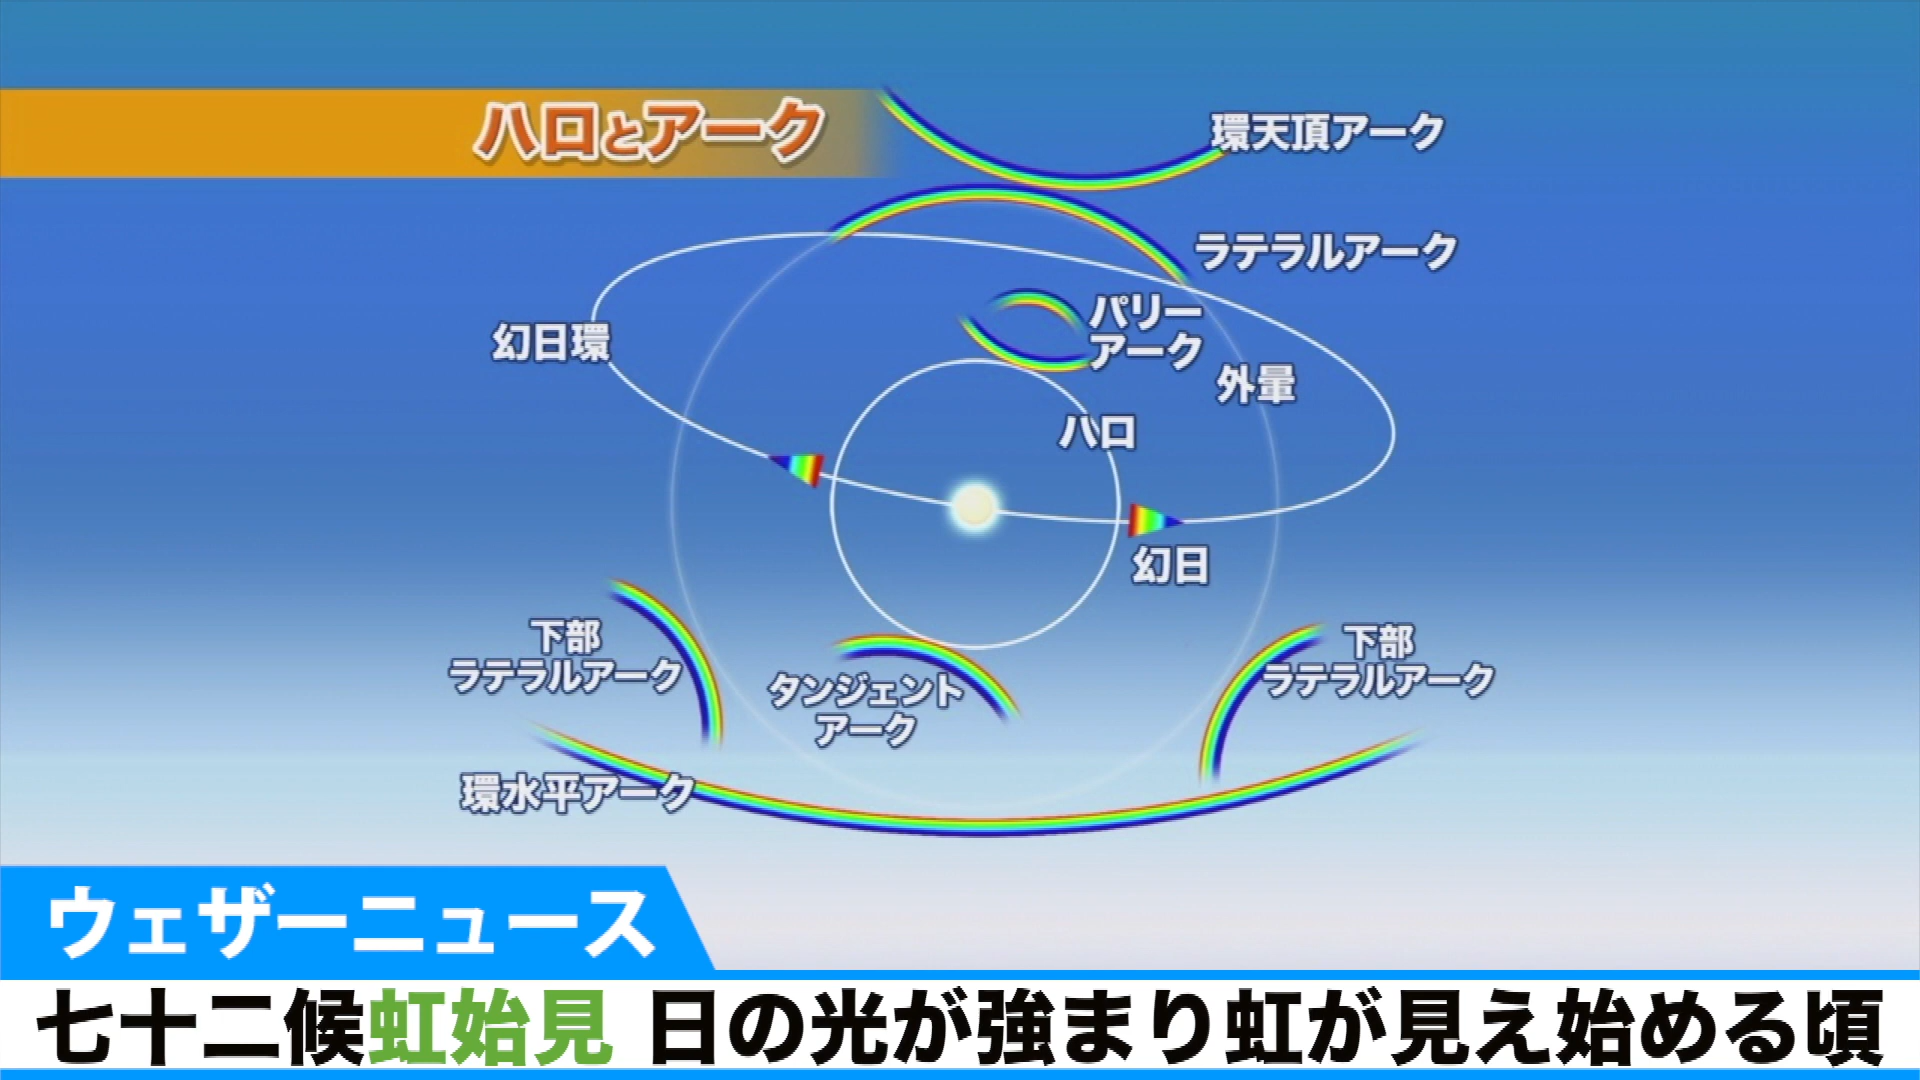 ハロとアーク
環天頂アーク
ラテラルアーク
パリー
アーク
幻日環
外暈
ハロ
幻日
下部
ラテラルアーク
タンジェント
アーク
下部
ラテラルアーク
環水平アーク
ウェザーニュース
七十二候虹始見 日の光が強まり虹が見え始める頃